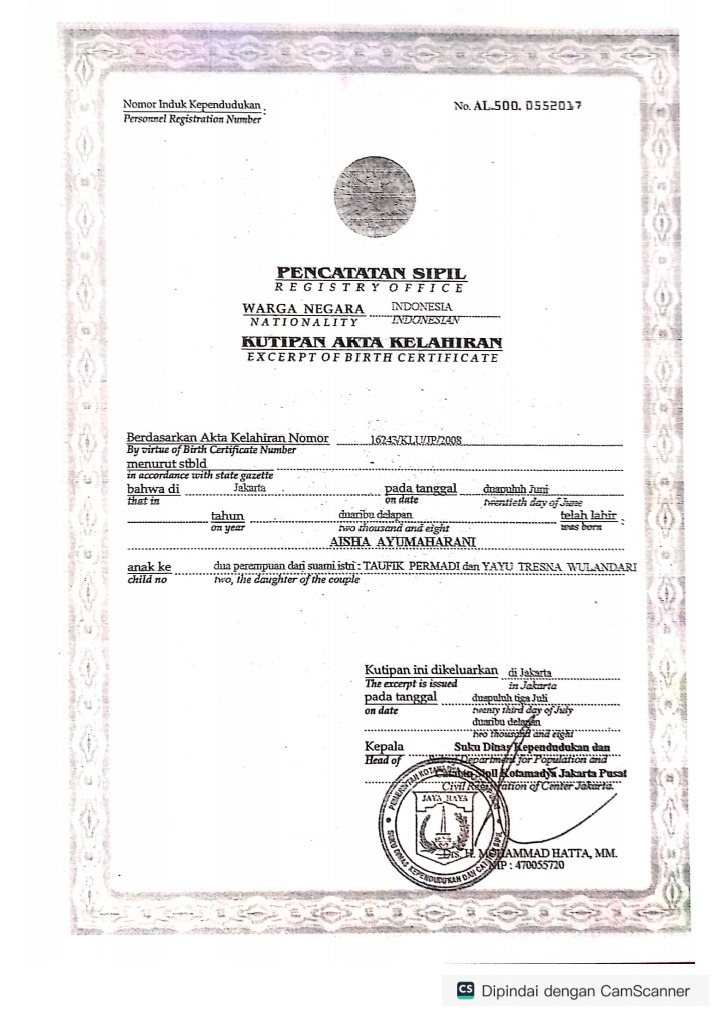 Nomor Induk Kependudukan :
Personnel Registration Number
No. AL.500. 0552017
PENCATATAN SIPIL
REGISTRY OFFICE
WARGA NEGARA INDONESIA
NATIONALITY INDONESIAN
KUTIPAN AKTA KELAHIRAN
EXCERPT OF BIRTH CERTIFICATE
Berdasarkan Akta Kelahiran Nomor 16243/KLU/JP/2008
By virtue of Birth Certificate Number
menurut stbld -
in accordance with state gazette
bahwa di Jakarta pada tanggal duapuluh Juni
that in on date twentieth day of June
tahun duaribu delapan telah lahir :
on year two thousand and eight was born
AISHA AYUMAHARANI
anak ke dua perempuan dari suami istri : TAUFIK PERMADI dan YAYU TRESNA WULANDARI
child no two, the daughter of the couple
Kutipan ini dikeluarkan di Jakarta
The excerpt is issued in Jakarta
pada tanggal duapuluh tiga Juli
on date twenty third day of July
duaribu delapan
two thousand and eight
Kepala Suku Dinas Kependudukan dan
Head of Department for Population and
Catatan Sipil Kotamadya Jakarta Pusat
Civil Registration of Center Jakarta.
JAYA RAYA
SUKU DINAS KEPENDUDUKAN DAN CATATAN SIPIL
Drs. H. MOHAMMAD HATTA, MM.
NIP : 470055720
CS Dipindai dengan CamScanner